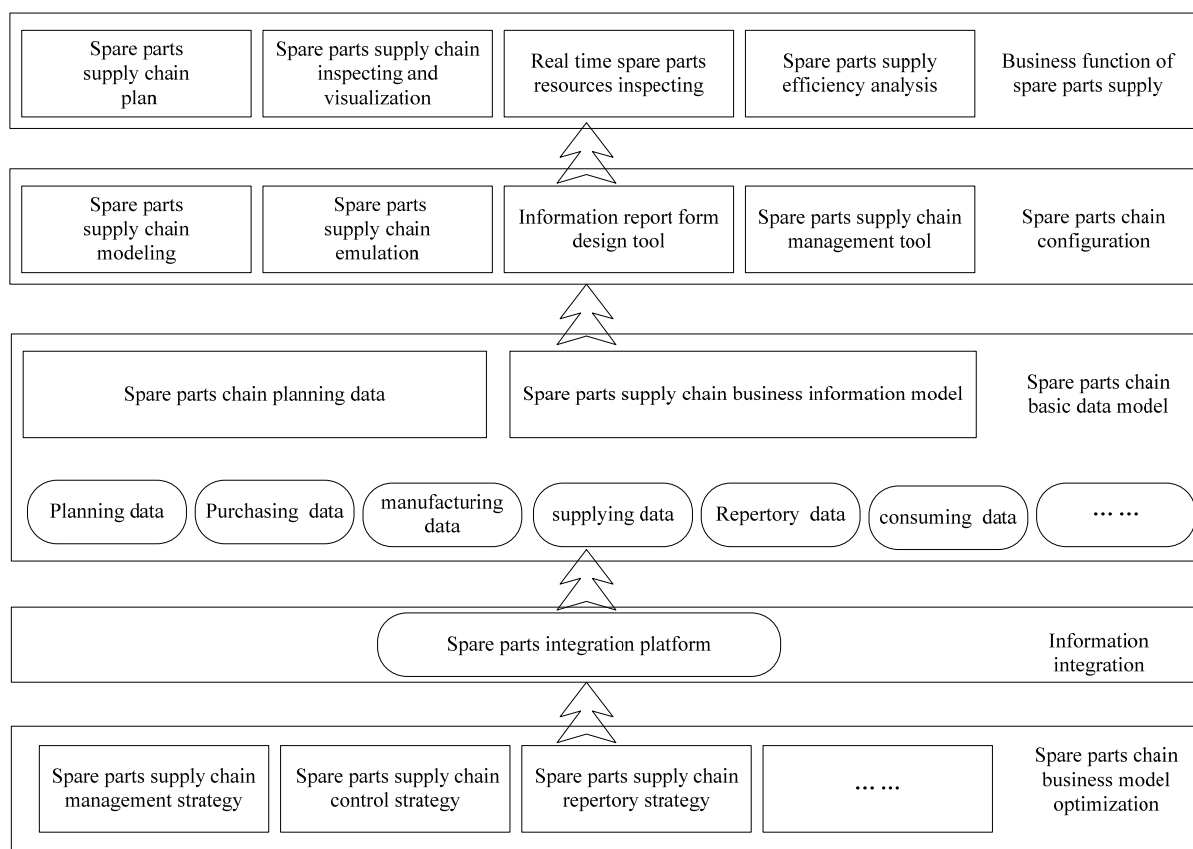 Spare parts
supply chain
plan
Spare parts supply chain
inspecting and
visualization
Real time spare parts
resources inspecting
Spare parts supply
efficiency analysis
Business function of
spare parts supply
Spare parts
supply chain
modeling
Spare parts
supply chain
emulation
Information report form
design tool
Spare parts supply chain
management tool
Spare parts chain
configuration
Spare parts chain planning data
Spare parts supply chain business information model
Spare parts chain
basic data model
Planning data
Purchasing data
manufacturing
data
supplying data
Repertory data
consuming data
... ...
Spare parts integration platform
Information
integration
Spare parts supply chain
management strategy
Spare parts supply chain
control strategy
Spare parts supply chain
repertory strategy
... ...
Spare parts chain
business model
optimization